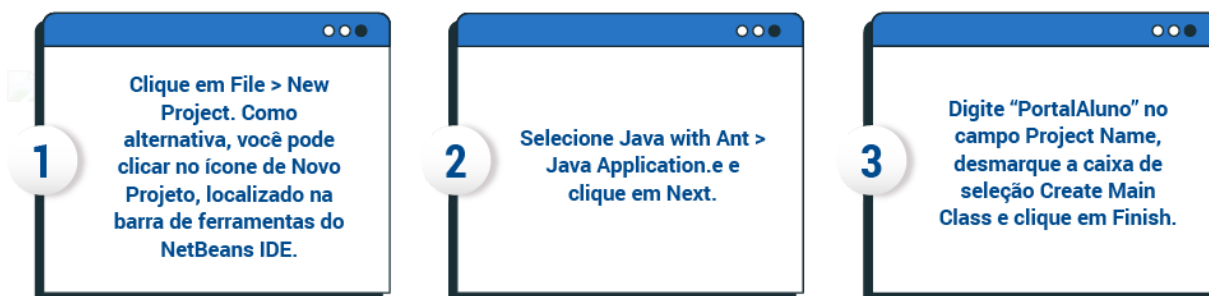 1
Clique em File > New
Project. Como
alternativa, você pode
clicar no ícone de Novo
Projeto, localizado na
barra de ferramentas do
NetBeans IDE.
2
Selecione Java with Ant >
Java Application.e e
clique em Next.
3
Digite “PortalAluno” no
campo Project Name,
desmarque a caixa de
seleção Create Main
Class e clique em Finish.